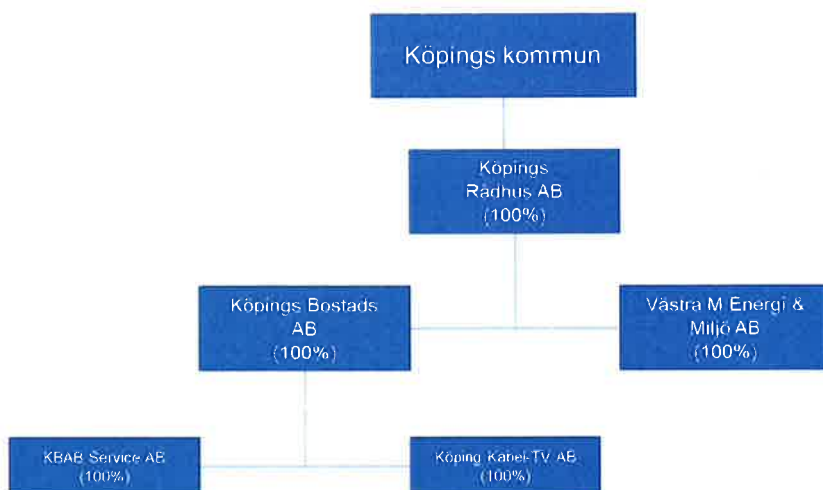 Köpings kommun
Köpings
Rådhus AB
(100%)
Köpings Bostads
AB
(100%)
Västra M Energi &
Miljö AB
(100%)
KBAB Service AB
(100%)
Köping Kabel-TV AB
(100%)